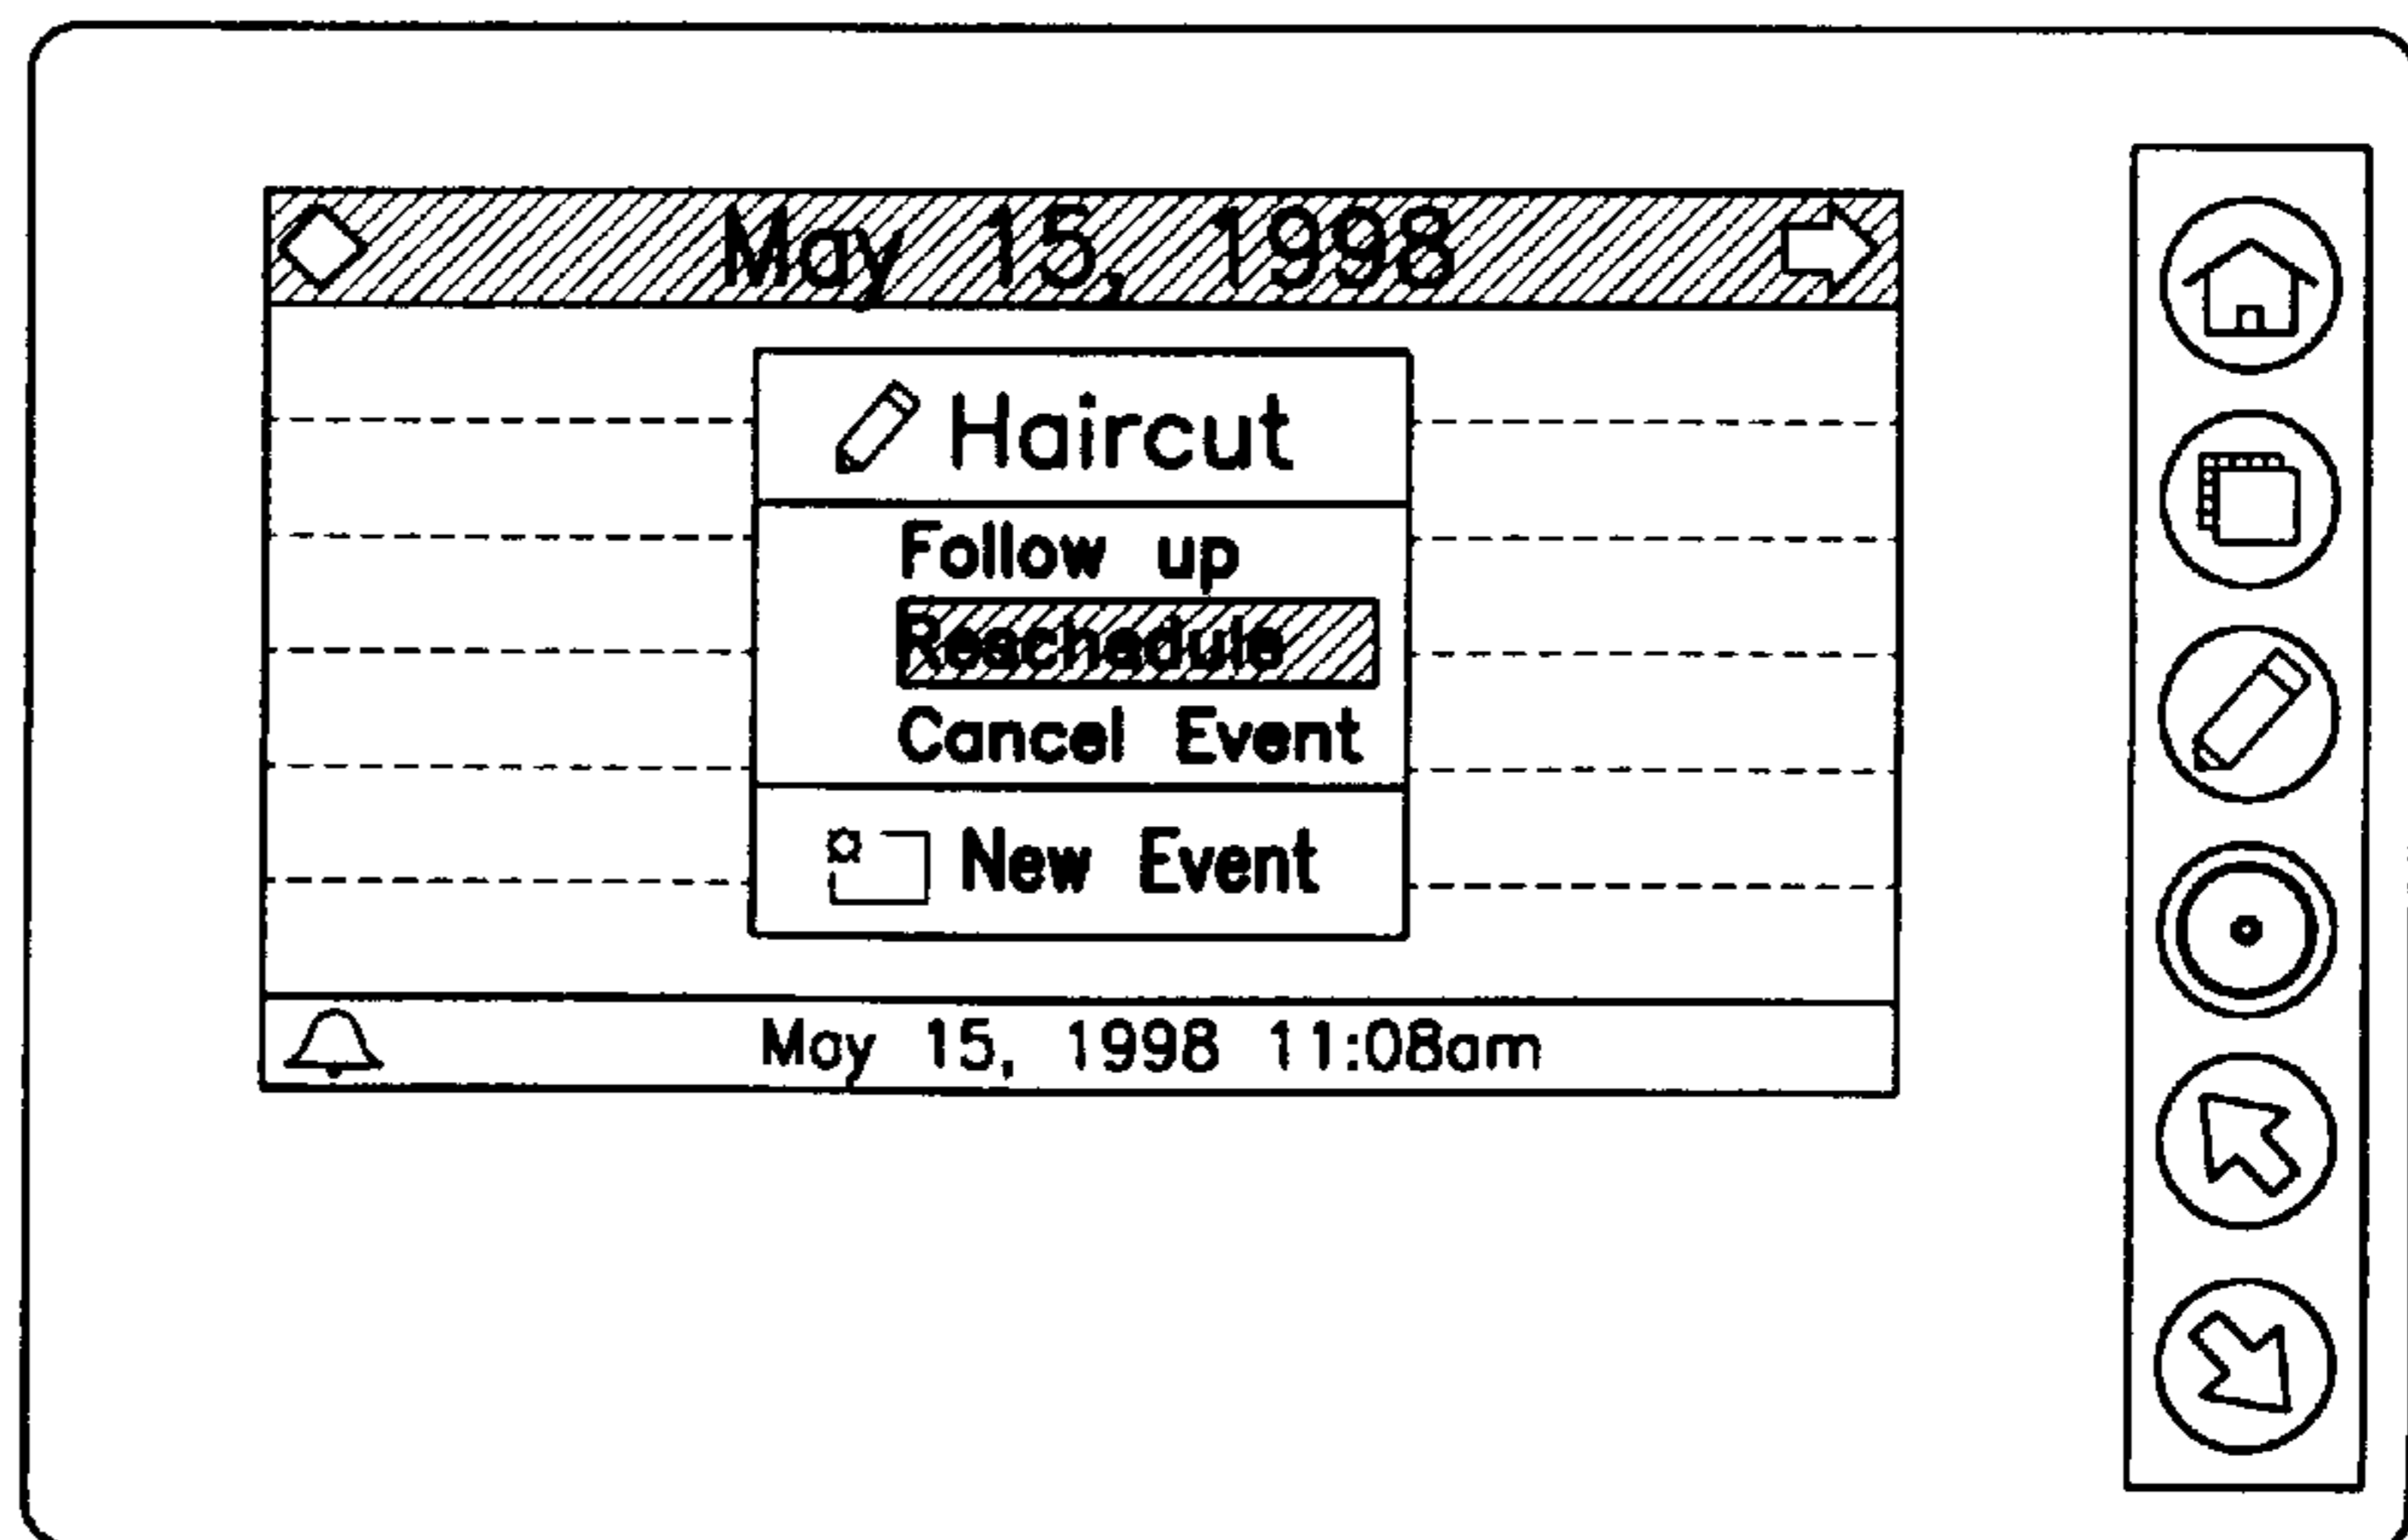 May 15, 1998
Haircut
Follow up
Reschedule
Cancel Event
New Event
May 15, 1998 11:08am